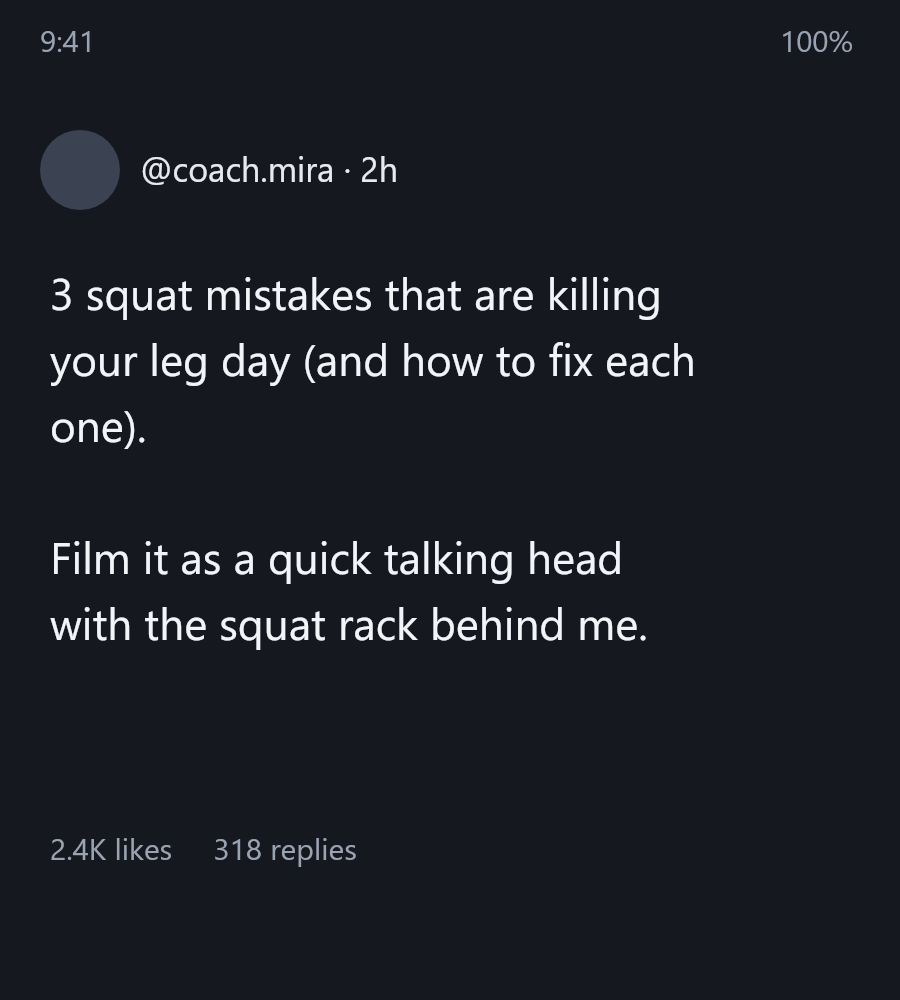 9:41 100%
@coach.mira · 2h
3 squat mistakes that are killing
your leg day (and how to fix each
one).
Film it as a quick talking head
with the squat rack behind me.
2.4K likes 318 replies